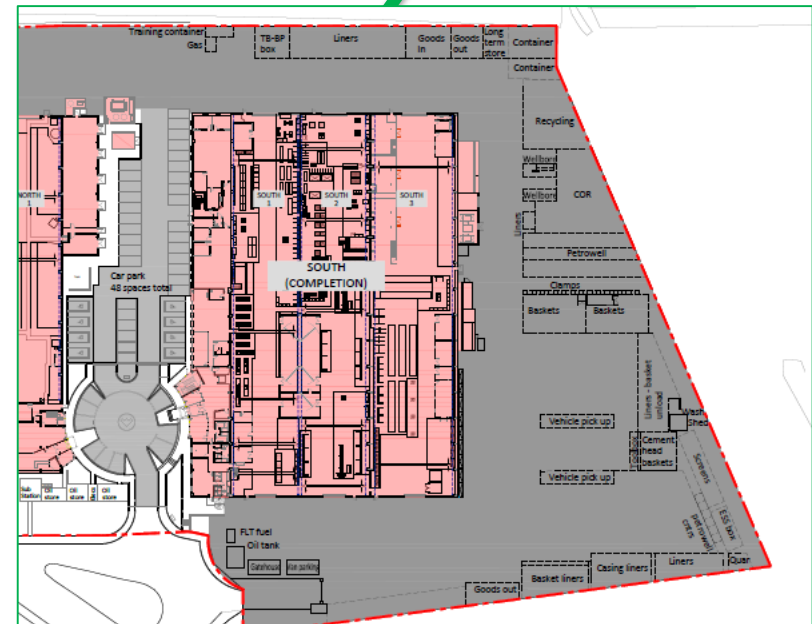 Training container
Gas
TB-BP
box
Liners
Goods
In
Goods
out
Long
term
store
Container
Container
Recycling
Wellbore
Wellbore
COR
Liners
Petrowell
Clamps
Baskets
Baskets
NORTH
1
SOUTH
1
SOUTH
2
SOUTH
3
SOUTH
(COMPLETION)
Car park
48 spaces total
Liners - basket
unload
Wash
Shed
Vehicle pick up
Cement
head
baskets
Vehicle pick up
Screens
ESS box
petrowell
cntrs
Sub
Station
Oil
store
Oil
store
Oil
store
FLT fuel
Oil tank
Gatehouse
Van parking
Goods out
Basket liners
Casing liners
Liners
Quar